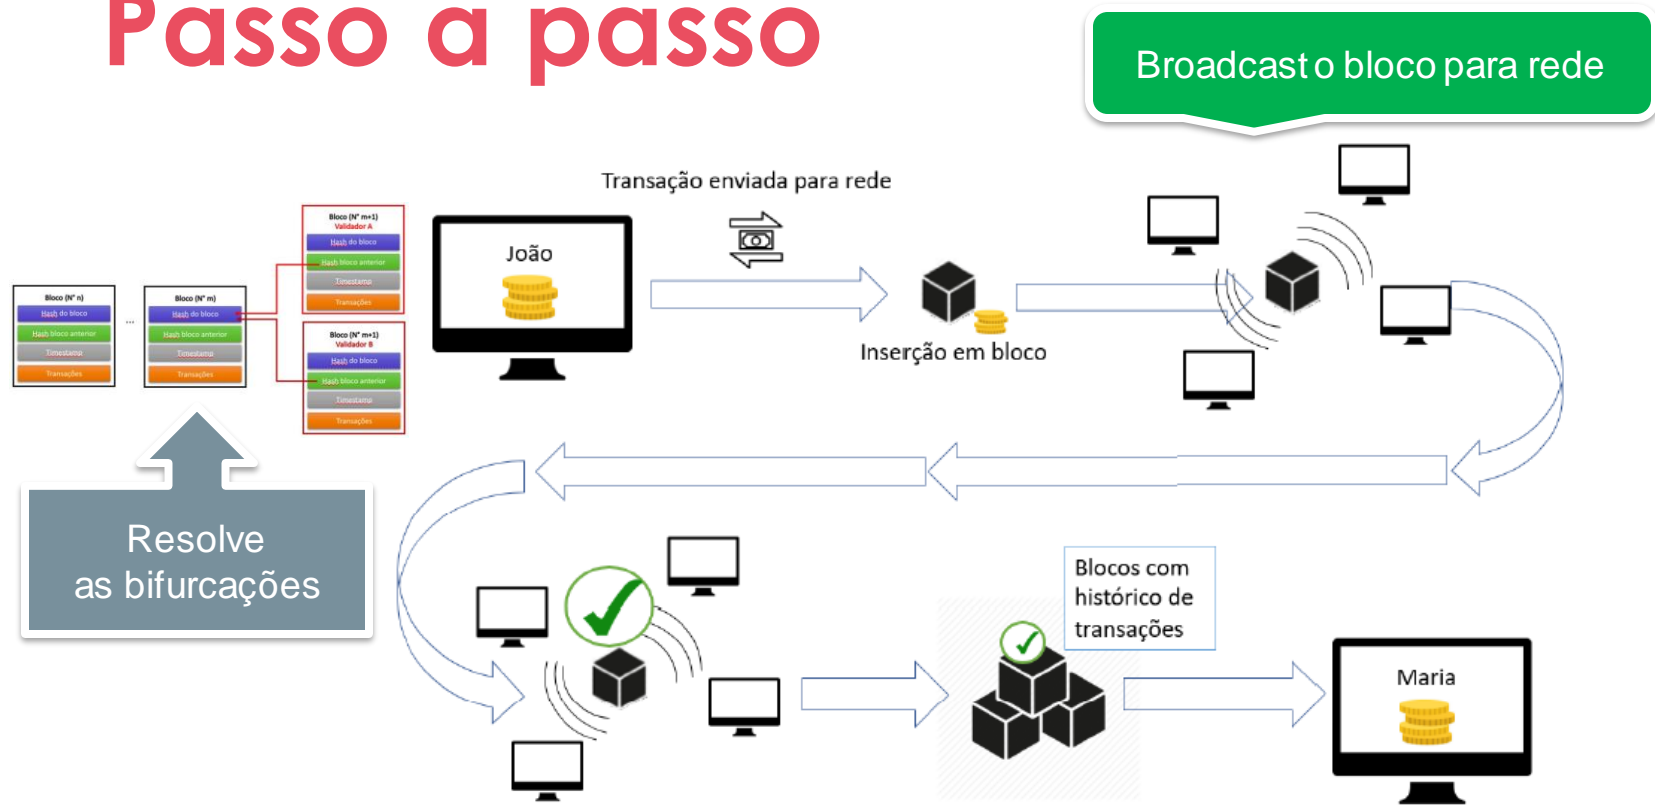 Passo a passo
Broadcast o bloco para rede
Transação enviada para rede
Bloco (N° n)
Hash do bloco
Hash bloco anterior
Timestamp
Transações
...
Bloco (N° m)
Hash do bloco
Hash bloco anterior
Timestamp
Transações
Bloco (N° m+1)
Validador A
Hash do bloco
Hash bloco anterior
Timestamp
Transações
Bloco (N° m+1)
Validador B
Hash do bloco
Hash bloco anterior
Timestamp
Transações
João
Inserção em bloco
Resolve
as bifurcações
Blocos com
histórico de
transações
Maria